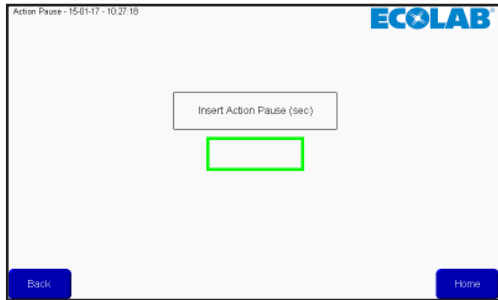 Action Pause - 15-01-17 - 10:27:18
ECOLAB®
Insert Action Pause (sec)
Back
Home